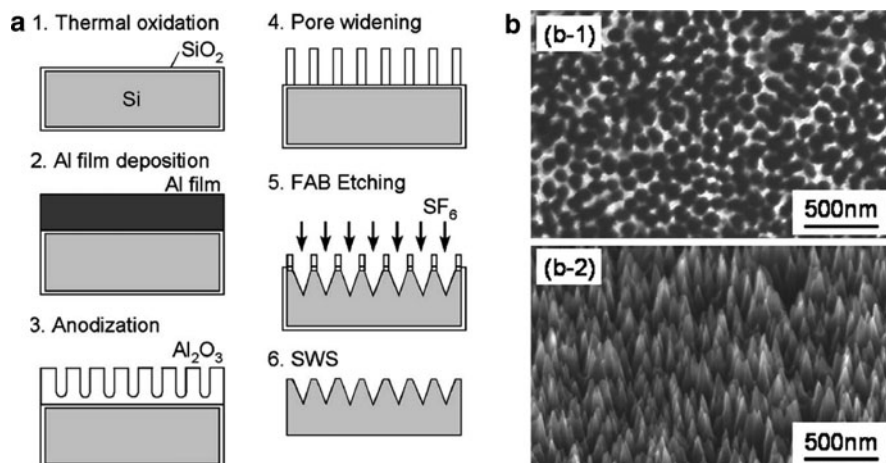 a
1. Thermal oxidation
SiO2
Si
2. Al film deposition
Al film
3. Anodization
Al2O3
4. Pore widening
5. FAB Etching
SF6
6. SWS
b
(b-1)
500nm
(b-2)
500nm